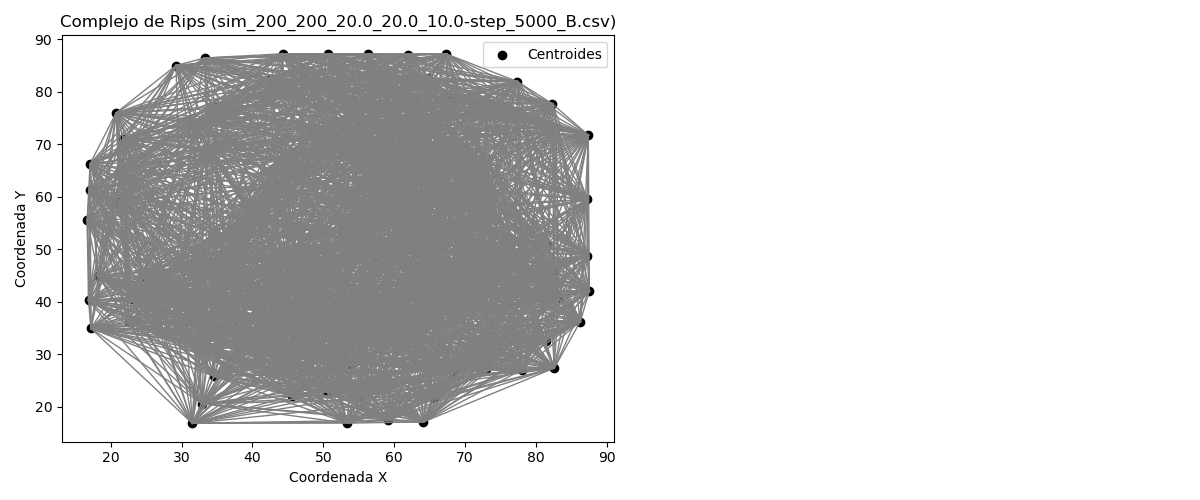 Complejo de Rips (sim_200_200_20.0_20.0_10.0-step_5000_B.csv)
90
80
70
60
50
40
30
20
Coordenada Y
Centroides
20 30 40 50 60 70 80 90
Coordenada X